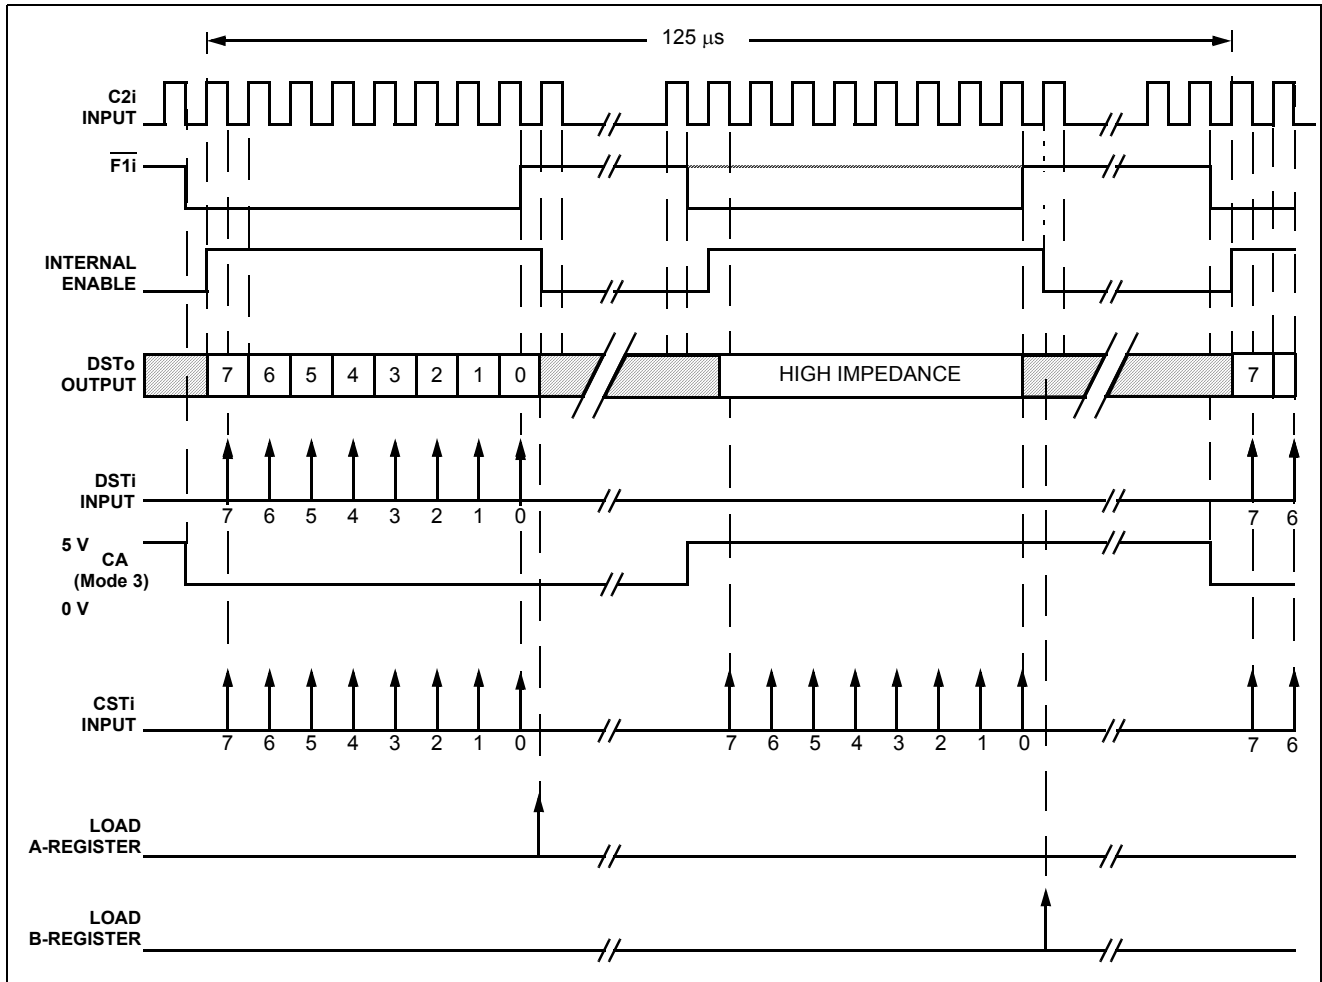 125 μs
C2i
INPUT
F1i
INTERNAL
ENABLE
DSTo
OUTPUT
7 6 5 4 3 2 1 0
HIGH IMPEDANCE
7
DSTi
INPUT
7 6 5 4 3 2 1 0
7 6
5 V
CA
(Mode 3)
0 V
CSTi
INPUT
7 6 5 4 3 2 1 0
7 6 5 4 3 2 1 0
7 6
LOAD
A-REGISTER
LOAD
B-REGISTER